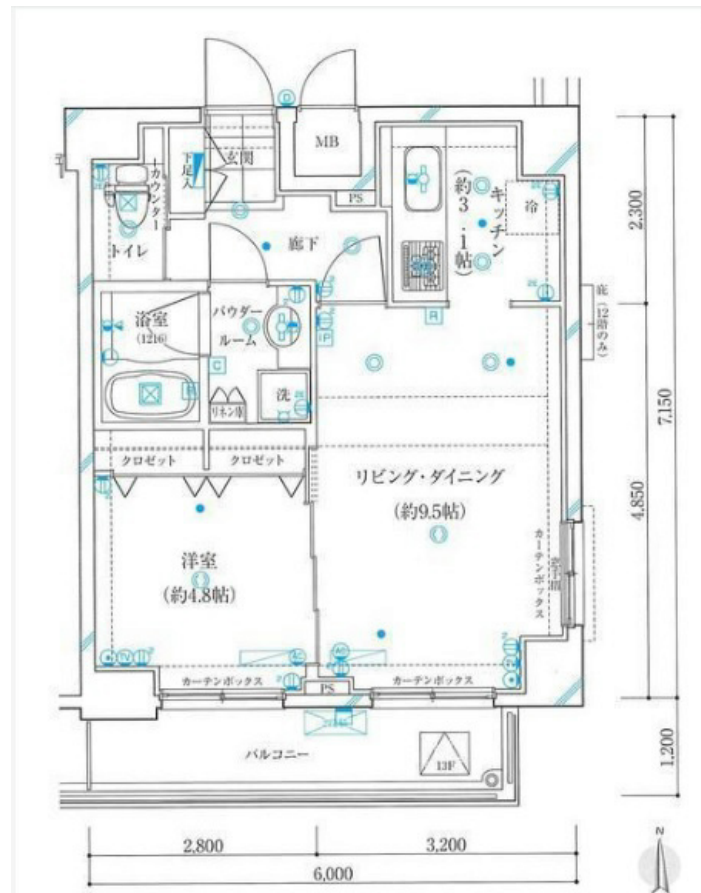 MB
下足入
玄関
カウンター
トイレ
PS
廊下
キッチン
(約3.1帖)
冷
2,300
浴室
(1216)
パウダー
ルーム
洗
リネン庫
R
IP
C
クロゼット
クロゼット
リビング・ダイニング
(約9.5帖)
洋室
(約4.8帖)
カーテンボックス
7,150
4,850
カーテンボックス
PS
カーテンボックス
バルコニー
13F
1,200
2,800
3,200
6,000
N